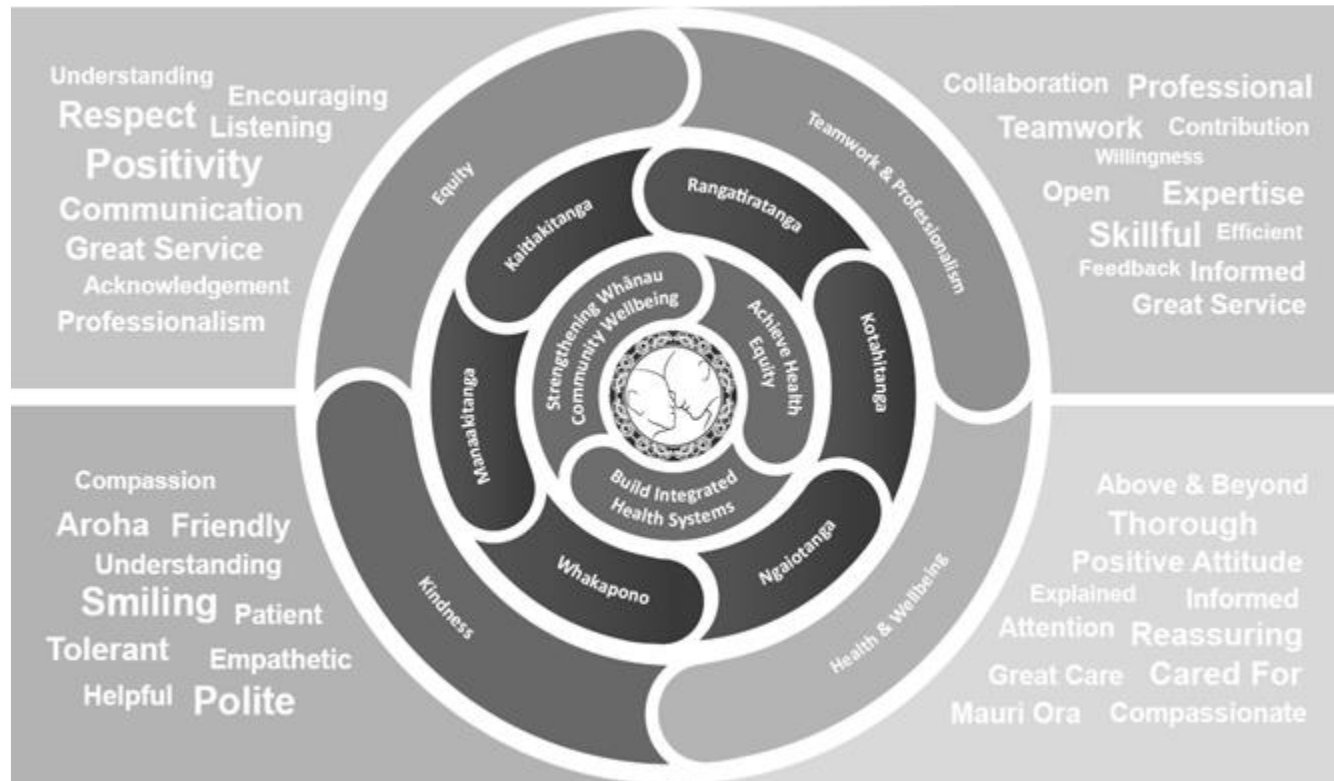 Understanding
Respect Encouraging
Listening
Positivity
Communication
Great Service
Acknowledgement
Professionalism
Collaboration Professional
Teamwork Contribution
Willingness
Open Expertise
Skillful Efficient
Feedback Informed
Great Service
Equity
Teamwork & Professionalism
Kaitiakitanga
Rangatiratanga
Strengthening Whānau
Community Wellbeing
Achieve Health
Equity
Kotahitanga
Manaakitanga
Build Integrated
Health Systems
Whakapono
Ngaiotanga
Kindness
Health & Wellbeing
Compassion
Aroha Friendly
Understanding
Smiling Patient
Tolerant Empathetic
Helpful Polite
Above & Beyond
Thorough
Positive Attitude
Explained Informed
Attention Reassuring
Great Care Cared For
Mauri Ora Compassionate